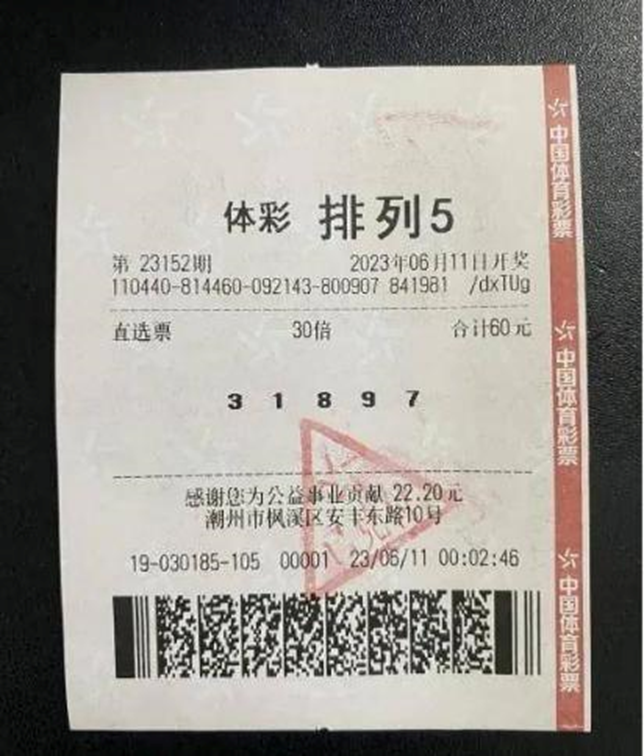 体彩 排列5
第 23152期 2023年06月11日开奖
110440-814460-092143-800907 841981 /dxTUg
直选票 30倍 合计60元
3 1 8 9 7
感谢您为公益事业贡献 22.20元
潮州市枫溪区安丰东路10号
19-030185-105 00001 23/06/11 00:02:46
中国体育彩票
中国体育彩票
中国体育彩票